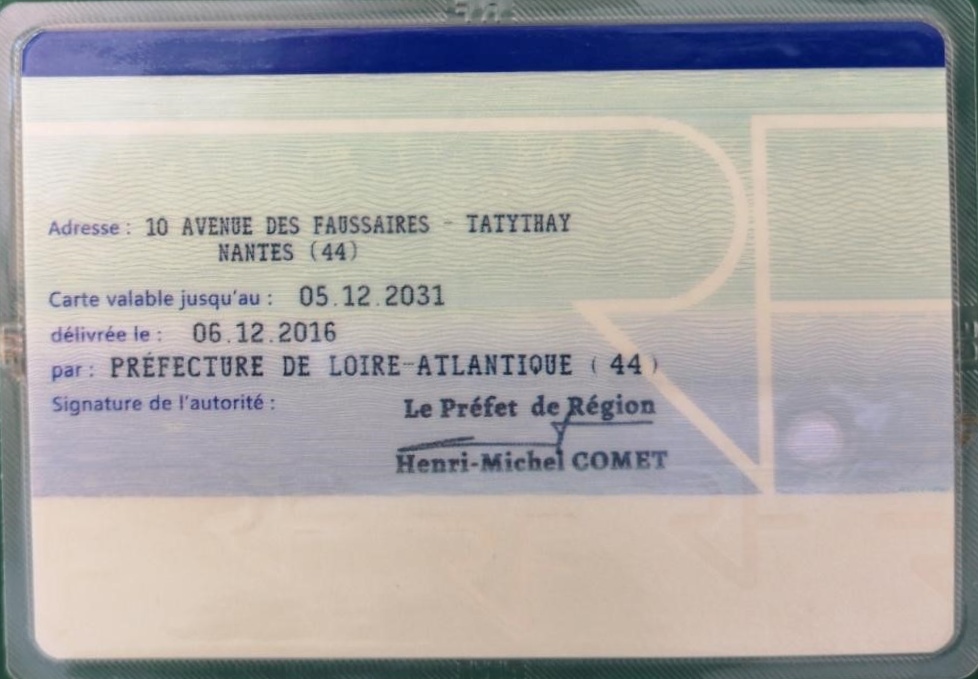 Adresse : 10 AVENUE DES FAUSSAIRES - TATYTHAY
NANTES (44)
Carte valable jusqu'au : 05.12.2031
délivrée le : 06.12.2016
par : PRÉFECTURE DE LOIRE-ATLANTIQUE (44)
Signature de l'autorité :
Le Préfet de Région
Henri-Michel COMET